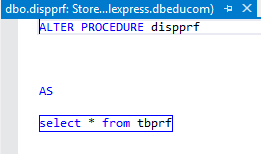 dbo.dispprf: Store...lexpress.dbeducom)
ALTER PROCEDURE dispprf
AS
select * from tbprf